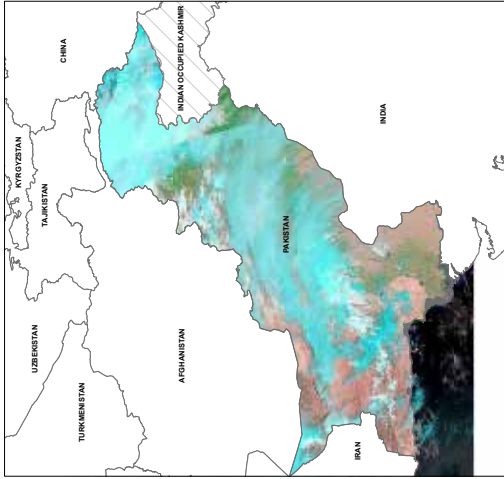 KYRGYZSTAN
CHINA
TAJIKISTAN
INDIAN OCCUPIED KASHMIR
UZBEKISTAN
INDIA
TURKMENISTAN
AFGHANISTAN
PAKISTAN
IRAN